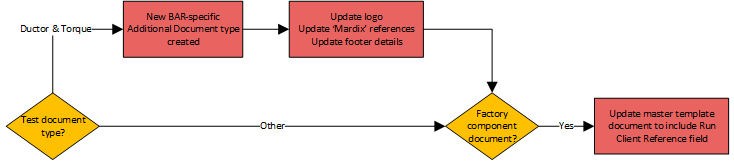 Ductor & Torque
New BAR-specific
Additional Document type
created
Update logo
Update ‘Mardix’ references
Update footer details
Test document
type?
Other
Factory
component
document?
Yes
Update master template
document to include Run
Client Reference field